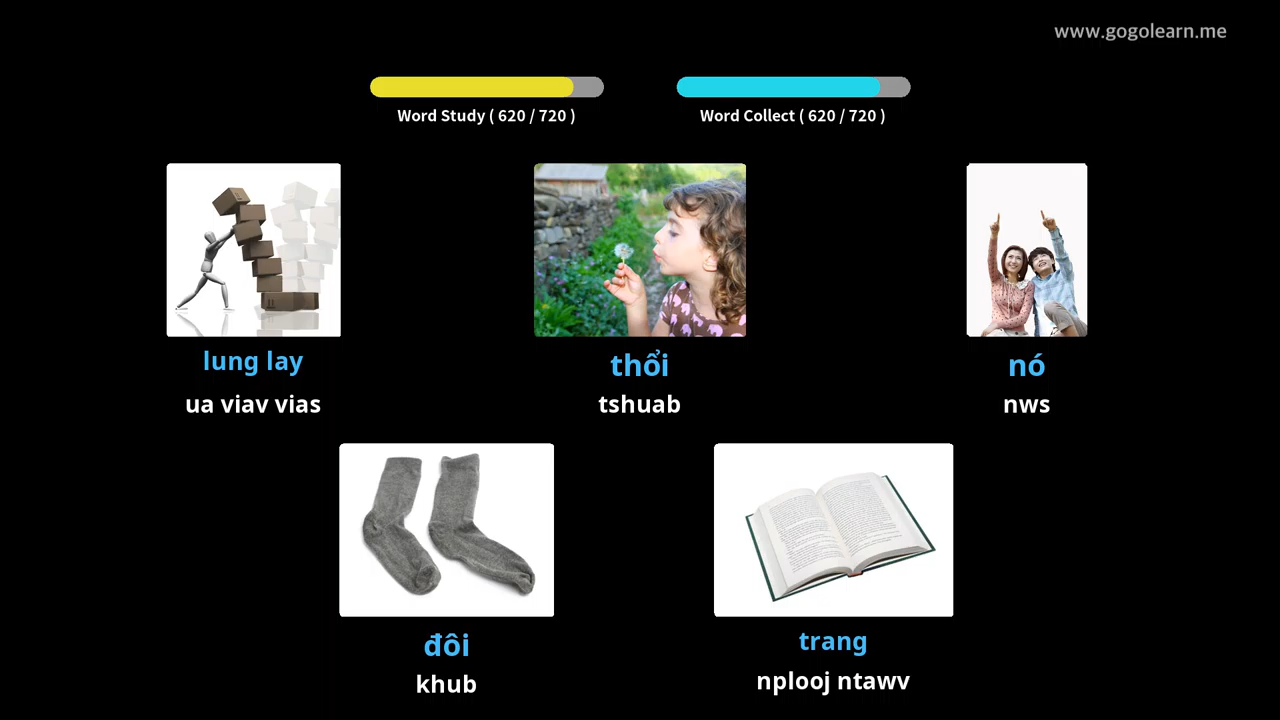 www.gogolearn.me
Word Study ( 620 / 720 )
Word Collect ( 620 / 720 )
lung lay
ua viav vias
thổi
tshuab
nó
nws
đôi
khub
trang
nplooj ntawv